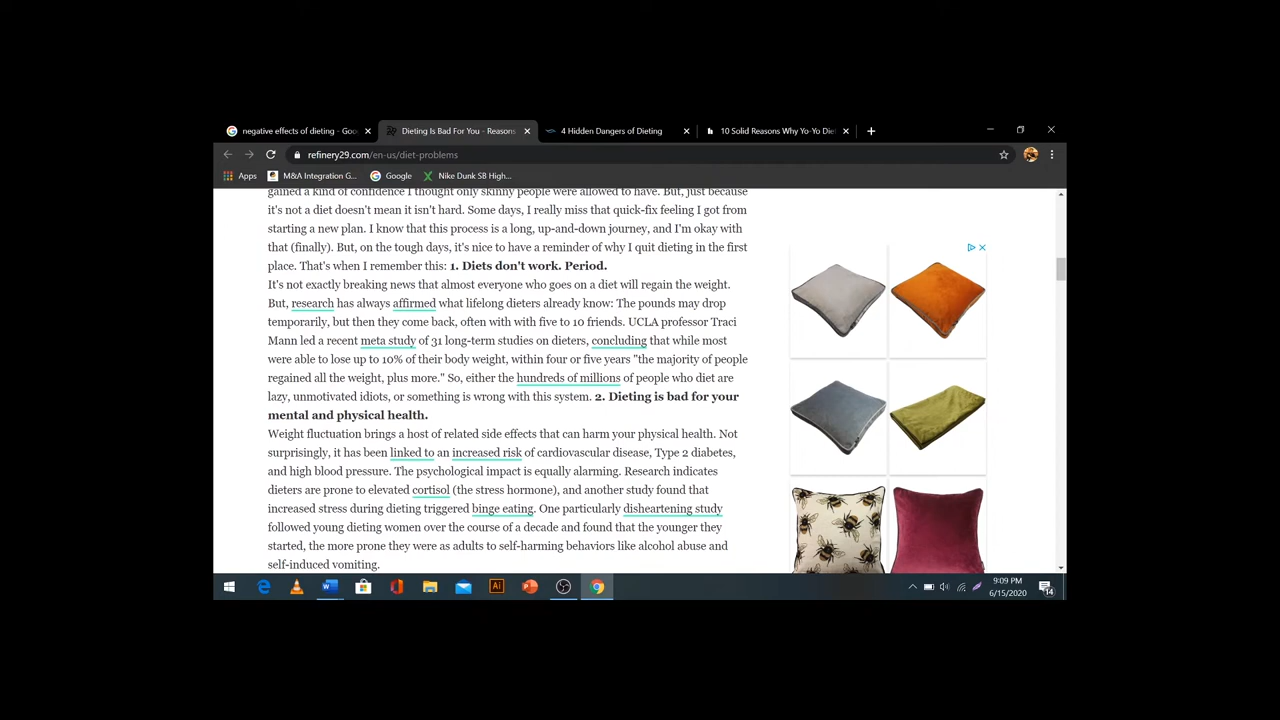 negative effects of dieting - Goo
Dieting Is Bad For You - Reasons
4 Hidden Dangers of Dieting
10 Solid Reasons Why Yo-Yo Die
refinery29.com/en-us/diet-problems
Apps
M&A Integration G...
Google
Nike Dunk SB High...
gained a kind of confidence I thought only skinny people were allowed to have. But, just because
it's not a diet doesn't mean it isn't hard. Some days, I really miss that quick-fix feeling I got from
starting a new plan. I know that this process is a long, up-and-down journey, and I'm okay with
that (finally). But, on the tough days, it's nice to have a reminder of why I quit dieting in the first
place. That's when I remember this: 1. Diets don't work. Period.
It's not exactly breaking news that almost everyone who goes on a diet will regain the weight.
But, research has always affirmed what lifelong dieters already know: The pounds may drop
temporarily, but then they come back, often with with five to 10 friends. UCLA professor Traci
Mann led a recent meta study of 31 long-term studies on dieters, concluding that while most
were able to lose up to 10% of their body weight, within four or five years "the majority of people
regained all the weight, plus more." So, either the hundreds of millions of people who diet are
lazy, unmotivated idiots, or something is wrong with this system. 2. Dieting is bad for your
mental and physical health.
Weight fluctuation brings a host of related side effects that can harm your physical health. Not
surprisingly, it has been linked to an increased risk of cardiovascular disease, Type 2 diabetes,
and high blood pressure. The psychological impact is equally alarming. Research indicates
dieters are prone to elevated cortisol (the stress hormone), and another study found that
increased stress during dieting triggered binge eating. One particularly disheartening study
followed young dieting women over the course of a decade and found that the younger they
started, the more prone they were as adults to self-harming behaviors like alcohol abuse and
self-induced vomiting.
Ai
9:09 PM
6/15/2020
14